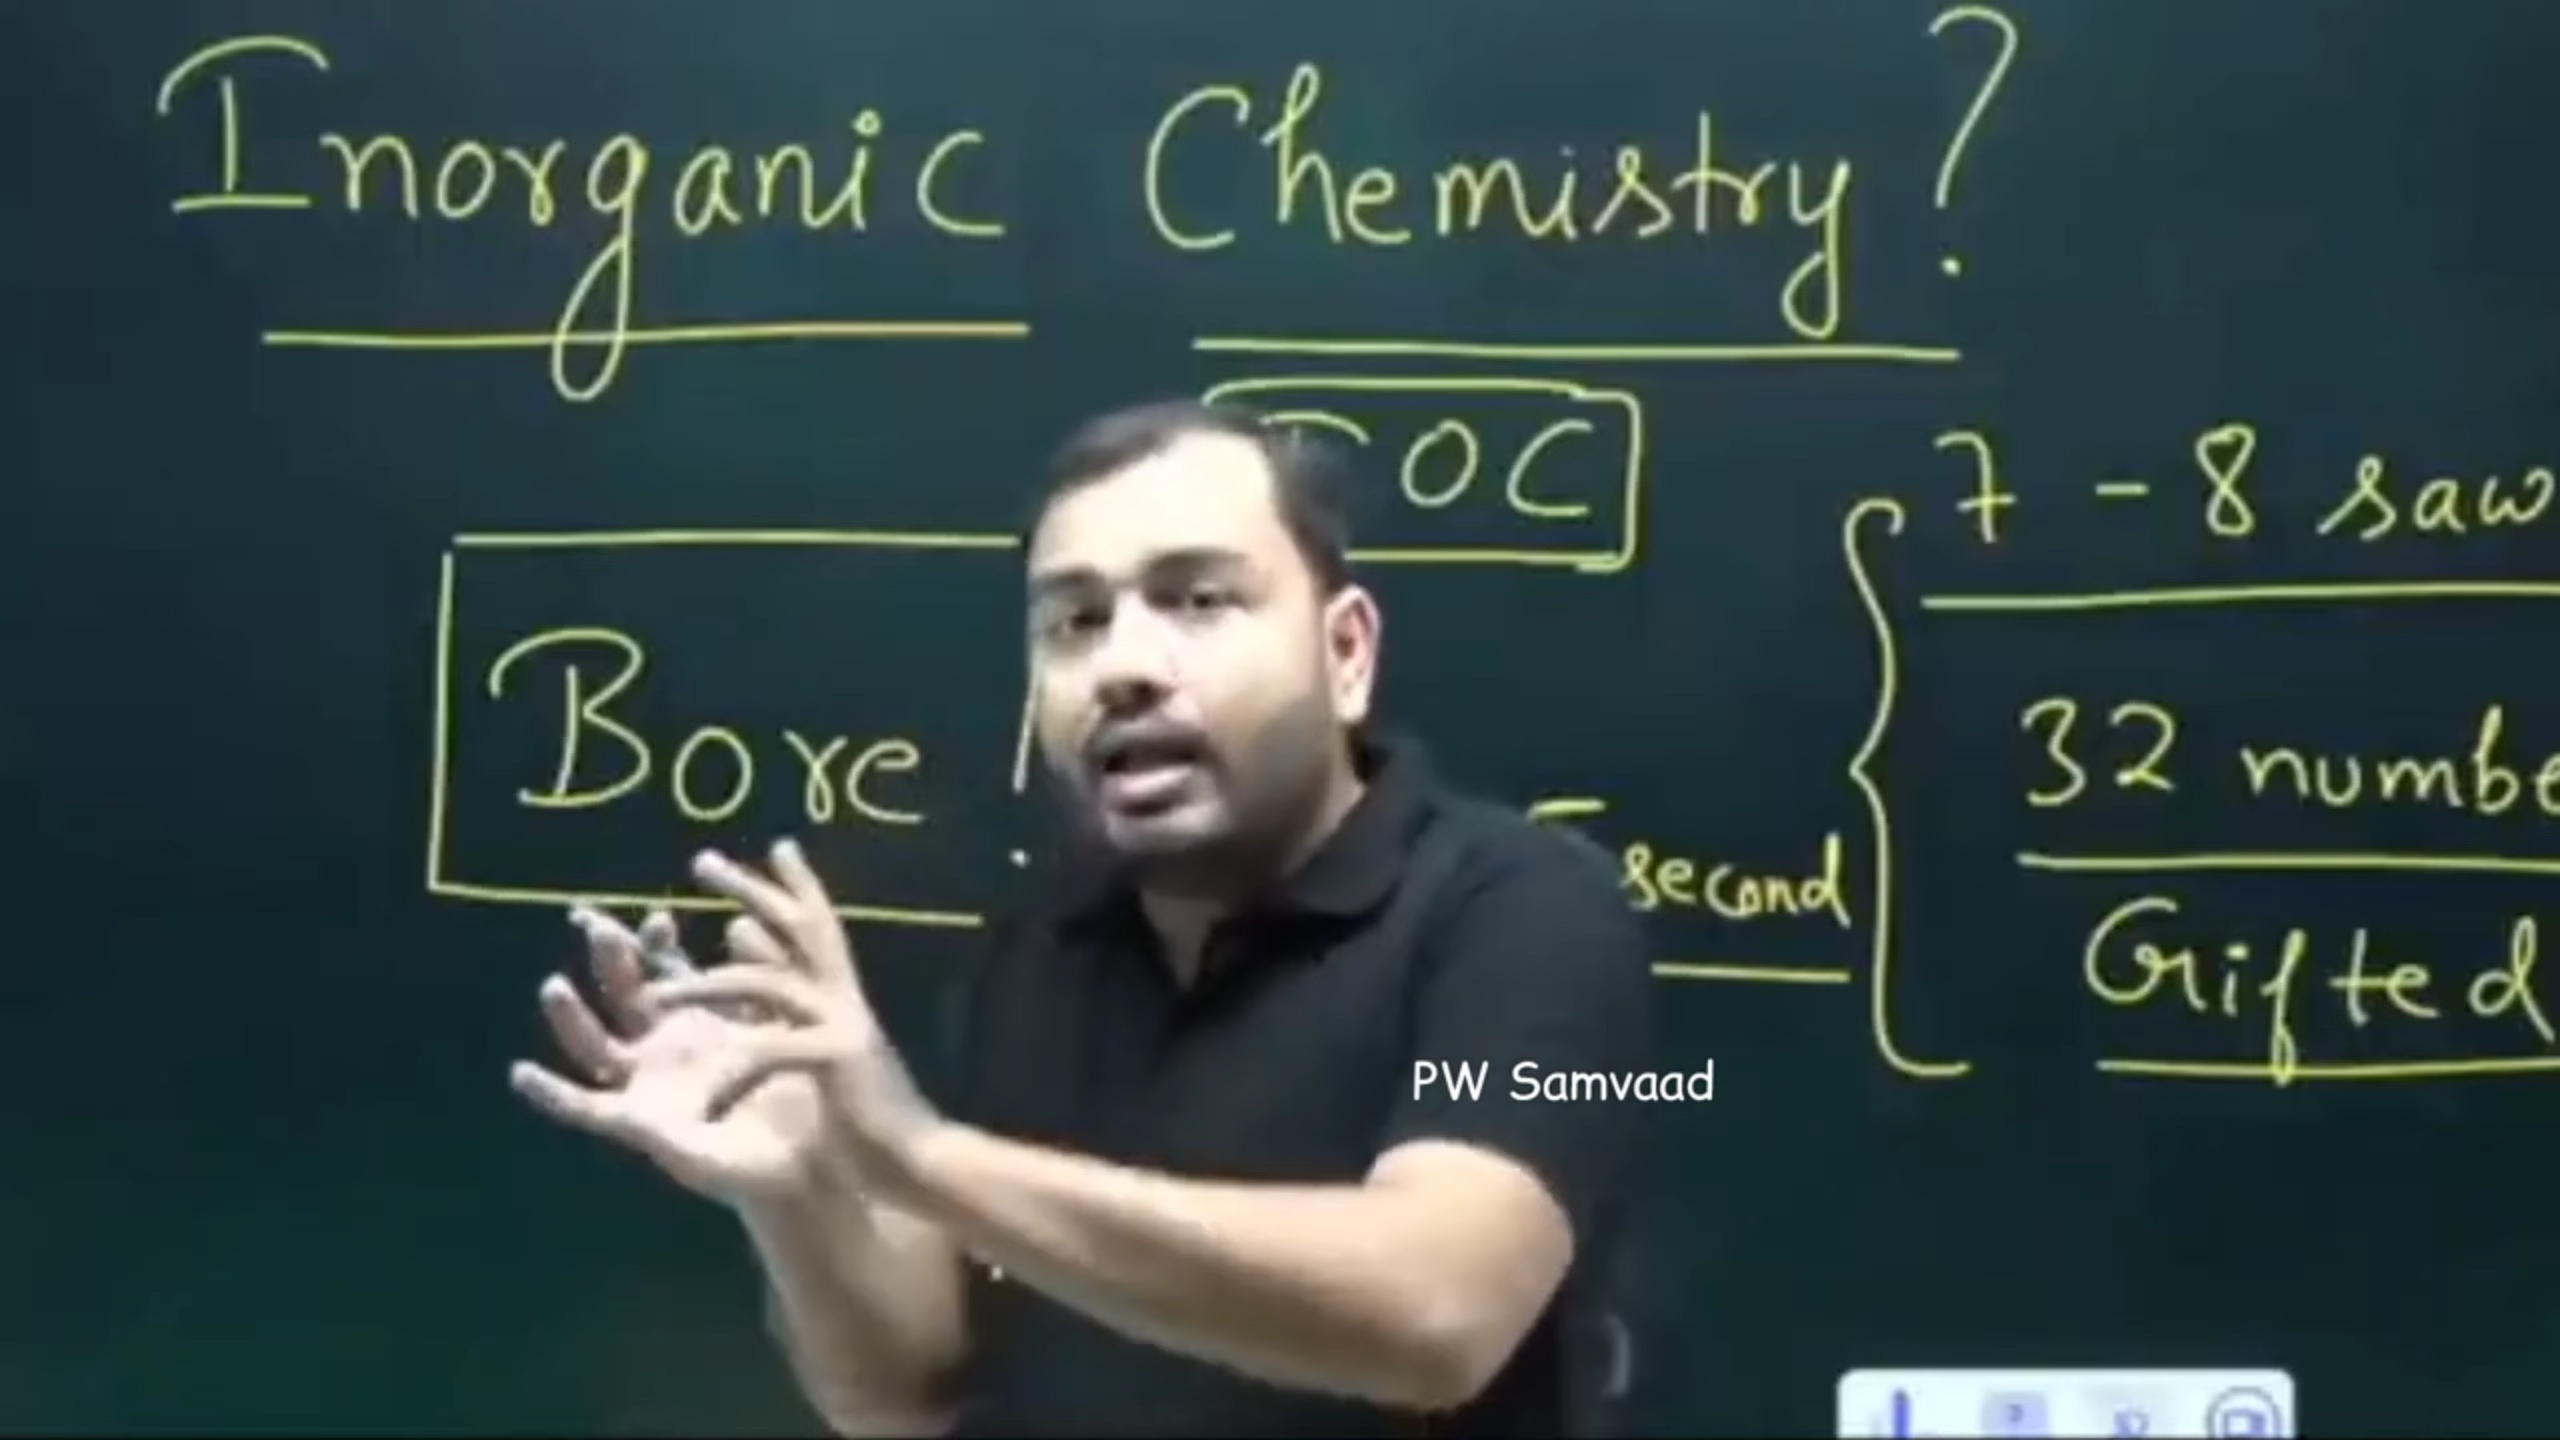 Inorganic Chemistry?
OC
7 - 8 saw
Bore
32 numbe
second
Gifted
PW Samvaad